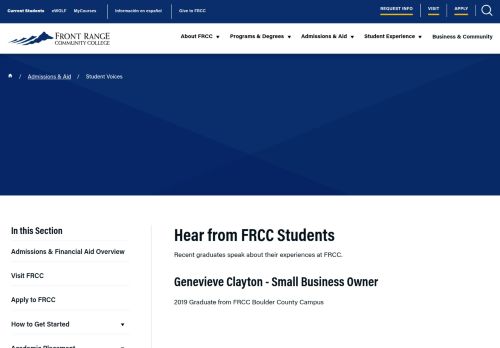 Current Students eWOLF MyCourses Información en español Give to FRCC REQUEST INFO VISIT APPLY
FRONT RANGE
COMMUNITY COLLEGE
About FRCC Programs & Degrees Admissions & Aid Student Experience Business & Community
/ Admissions & Aid / Student Voices
In this Section
Admissions & Financial Aid Overview
Visit FRCC
Apply to FRCC
How to Get Started
Academic Placement
Hear from FRCC Students
Recent graduates speak about their experiences at FRCC.
Genevieve Clayton - Small Business Owner
2019 Graduate from FRCC Boulder County Campus